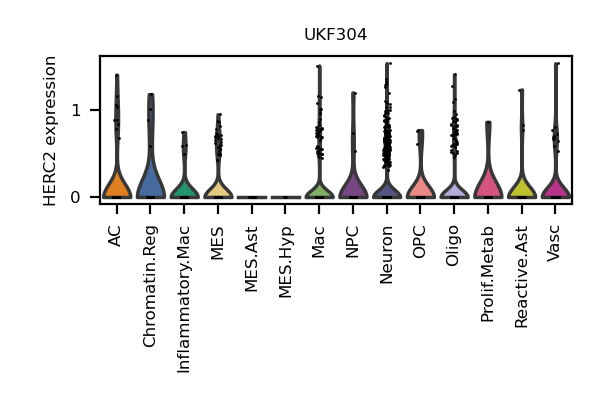 UKF304
HERC2 expression
1
0
AC
Chromatin.Reg
Inflammatory.Mac
MES
MES.Ast
MES.Hyp
Mac
NPC
Neuron
OPC
Oligo
Prolif.Metab
Reactive.Ast
Vasc